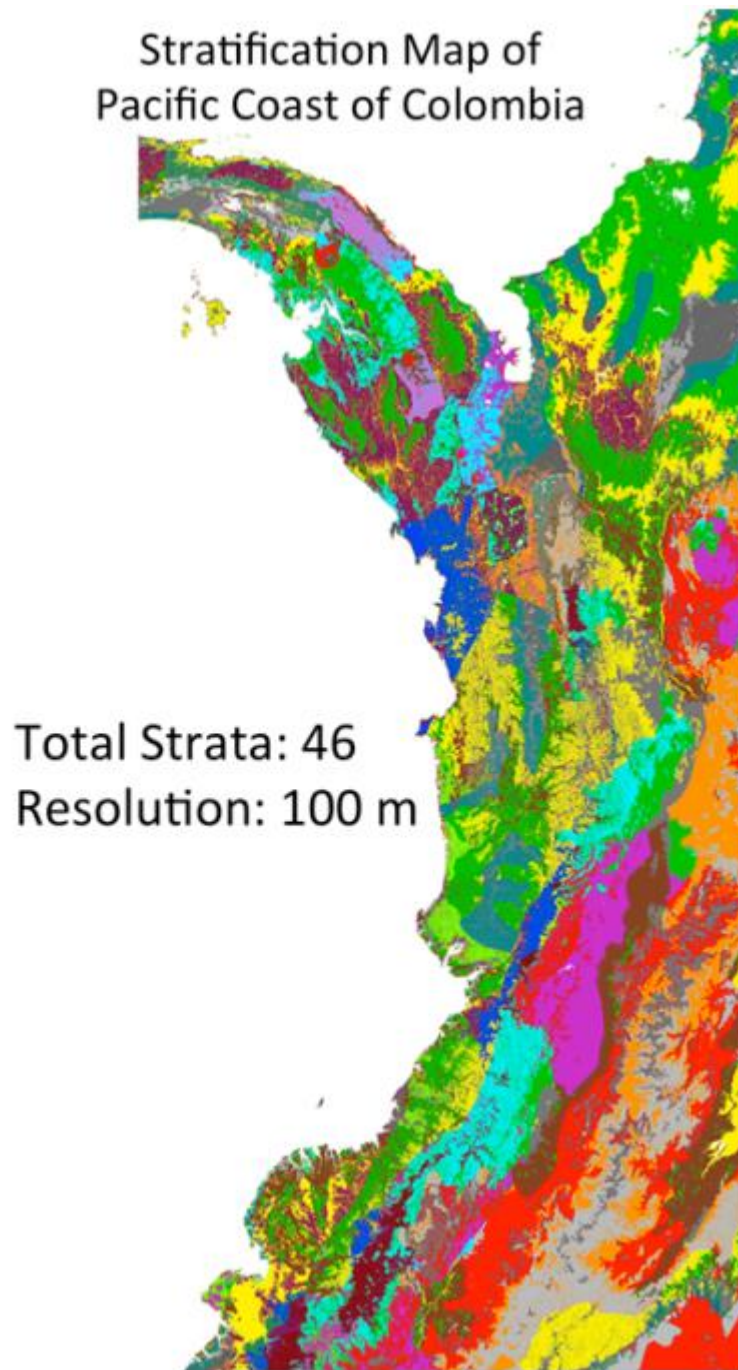 Stratification Map of
Pacific Coast of Colombia
Total Strata: 46
Resolution: 100 m